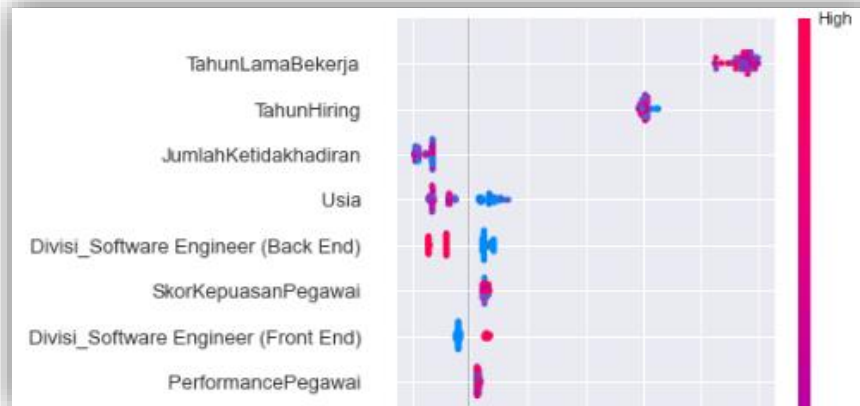 High
TahunLamaBekerja
TahunHiring
JumlahKetidakhadiran
Usia
Divisi_Software Engineer (Back End)
SkorKepuasanPegawai
Divisi_Software Engineer (Front End)
PerformancePegawai